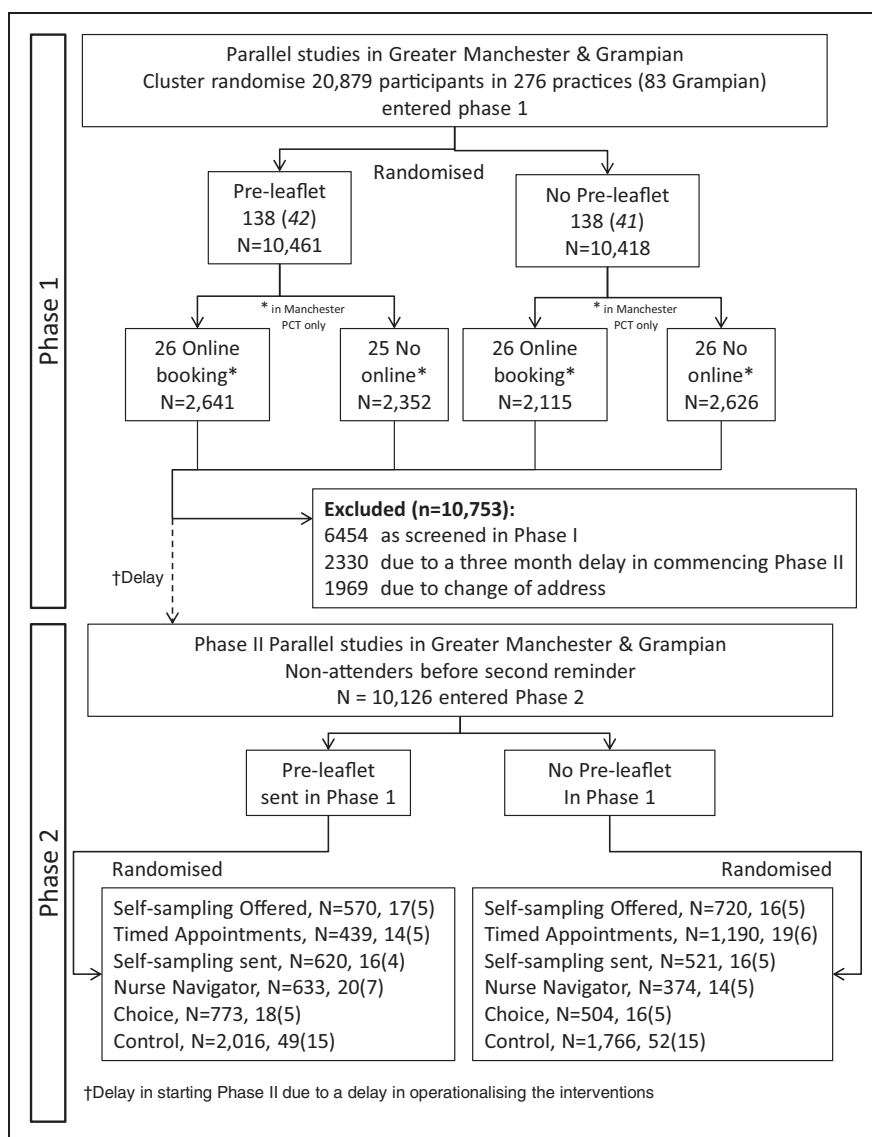 Parallel studies in Greater Manchester & Grampian
Cluster randomise 20,879 participants in 276 practices (83 Grampian)
entered phase 1
Randomised
Pre-leaflet
138 (42)
N=10,461
No Pre-leaflet
138 (41)
N=10,418
* in Manchester
PCT only
* in Manchester
PCT only
26 Online
booking*
N=2,641
25 No
online*
N=2,352
26 Online
booking*
N=2,115
26 No
online*
N=2,626
Phase 1
Excluded (n=10,753):
6454 as screened in Phase I
2330 due to a three month delay in commencing Phase II
1969 due to change of address
†Delay
Phase II Parallel studies in Greater Manchester & Grampian
Non-attenders before second reminder
N = 10,126 entered Phase 2
Pre-leaflet
sent in Phase 1
No Pre-leaflet
In Phase 1
Phase 2
Randomised
Randomised
Self-sampling Offered, N=570, 17(5)
Timed Appointments, N=439, 14(5)
Self-sampling sent, N=620, 16(4)
Nurse Navigator, N=633, 20(7)
Choice, N=773, 18(5)
Control, N=2,016, 49(15)
Self-sampling Offered, N=720, 16(5)
Timed Appointments, N=1,190, 19(6)
Self-sampling sent, N=521, 16(5)
Nurse Navigator, N=374, 14(5)
Choice, N=504, 16(5)
Control, N=1,766, 52(15)
†Delay in starting Phase II due to a delay in operationalising the interventions